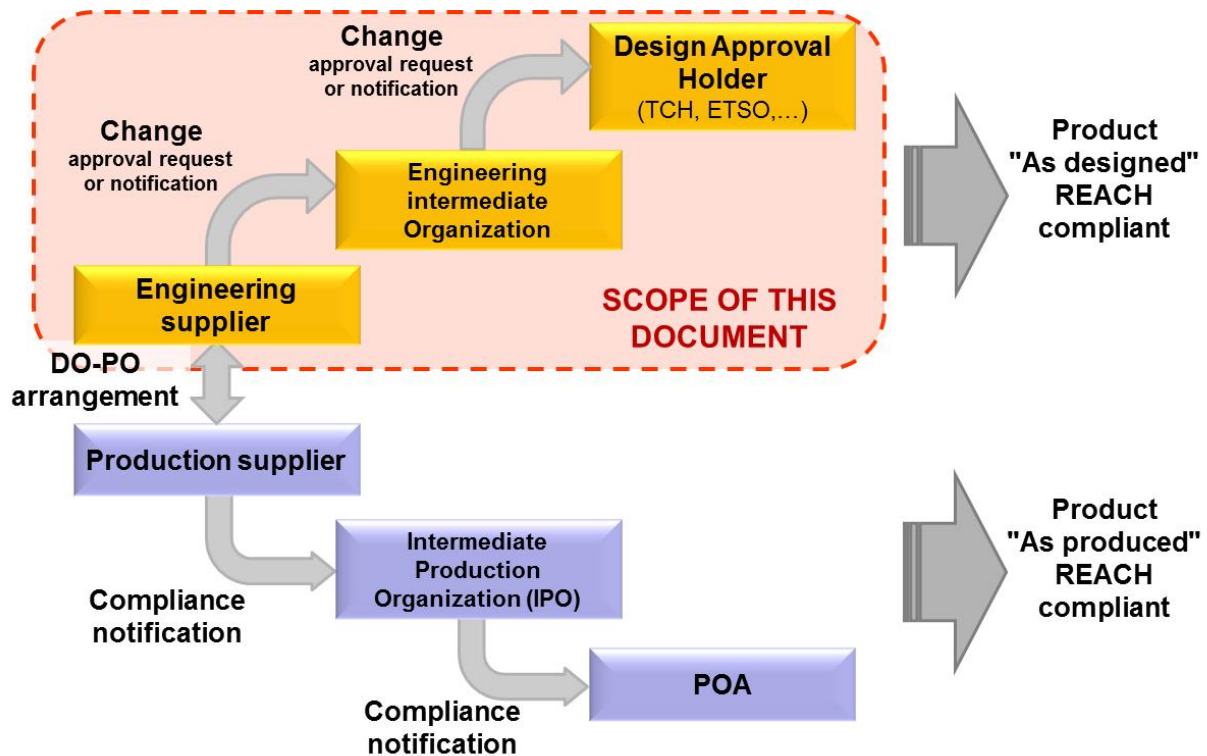 Change
approval request
or notification
Design Approval
Holder
(TCH, ETSO,…)
Change
approval request
or notification
Engineering
intermediate
Organization
Product
"As designed"
REACH
compliant
Engineering
supplier
SCOPE OF THIS
DOCUMENT
DO-PO
arrangement
Production supplier
Intermediate
Production
Organization (IPO)
Product
"As produced"
REACH
compliant
Compliance
notification
POA
Compliance
notification